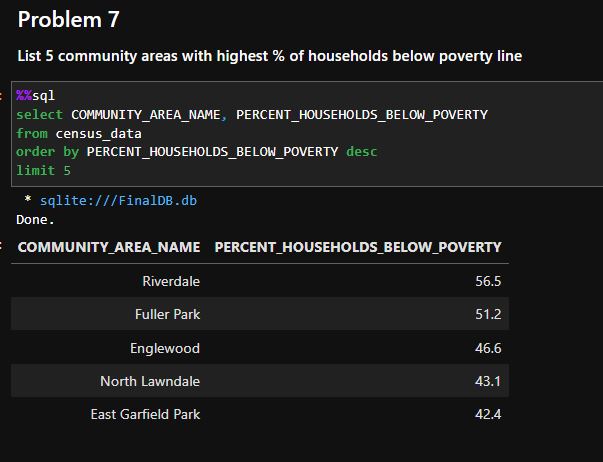 Problem 7
List 5 community areas with highest % of households below poverty line
%%sql
select COMMUNITY_AREA_NAME, PERCENT_HOUSEHOLDS_BELOW_POVERTY
from census_data
order by PERCENT_HOUSEHOLDS_BELOW_POVERTY desc
limit 5
* sqlite:///FinalDB.db
Done.
COMMUNITY_AREA_NAME PERCENT_HOUSEHOLDS_BELOW_POVERTY
Riverdale 56.5
Fuller Park 51.2
Englewood 46.6
North Lawndale 43.1
East Garfield Park 42.4